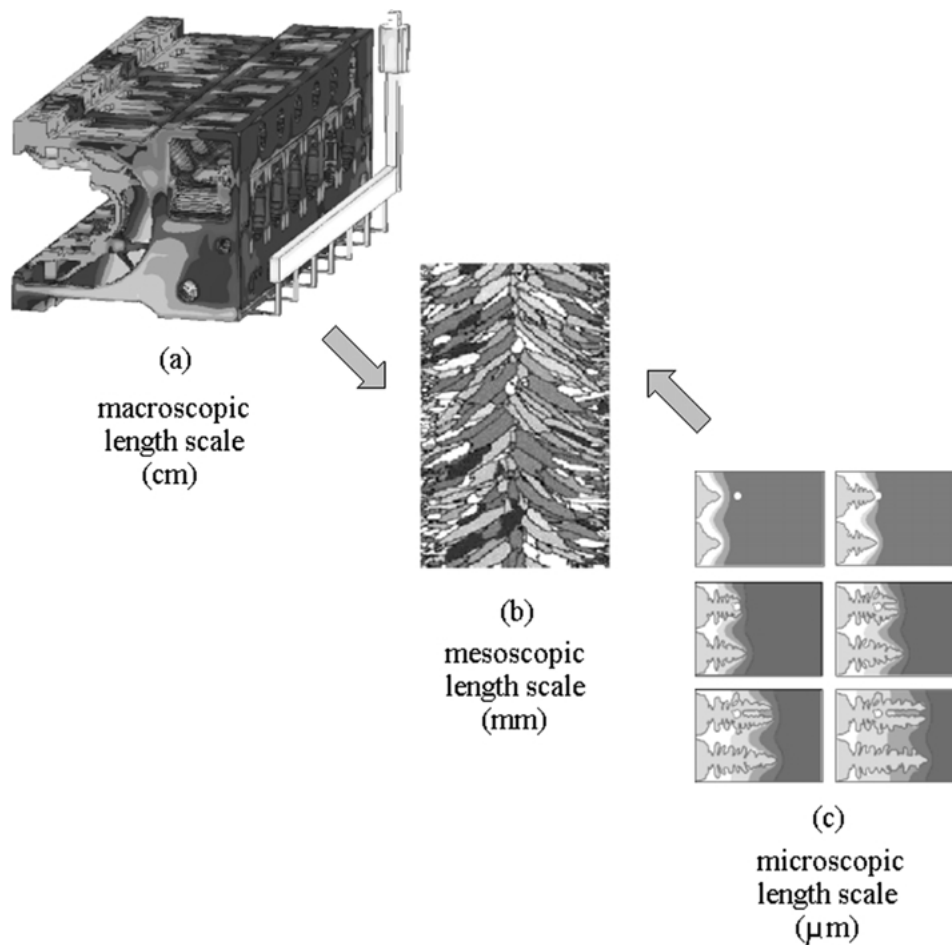 (a)
macroscopic
length scale
(cm)
(b)
mesoscopic
length scale
(mm)
(c)
microscopic
length scale
(μm)